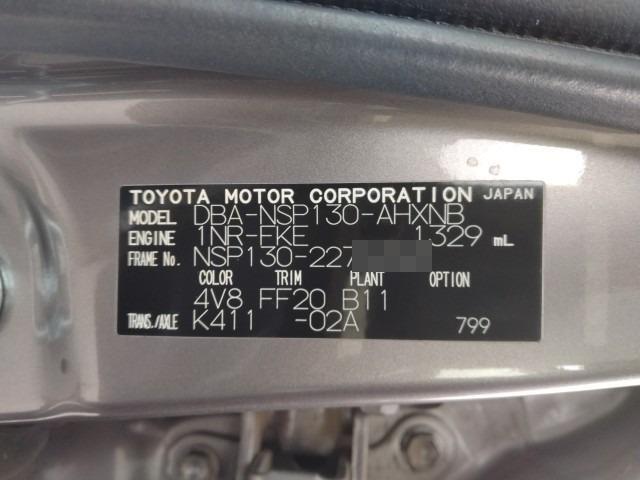 TOYOTA MOTOR CORPORATION JAPAN
MODEL DBA-NSP130-AHXNB
ENGINE 1NR-FKE 1329 mL
FRAME No. NSP130-227
COLOR TRIM PLANT OPTION
4V8 FF20 B11
TRANS./AXLE K411 -02A 799